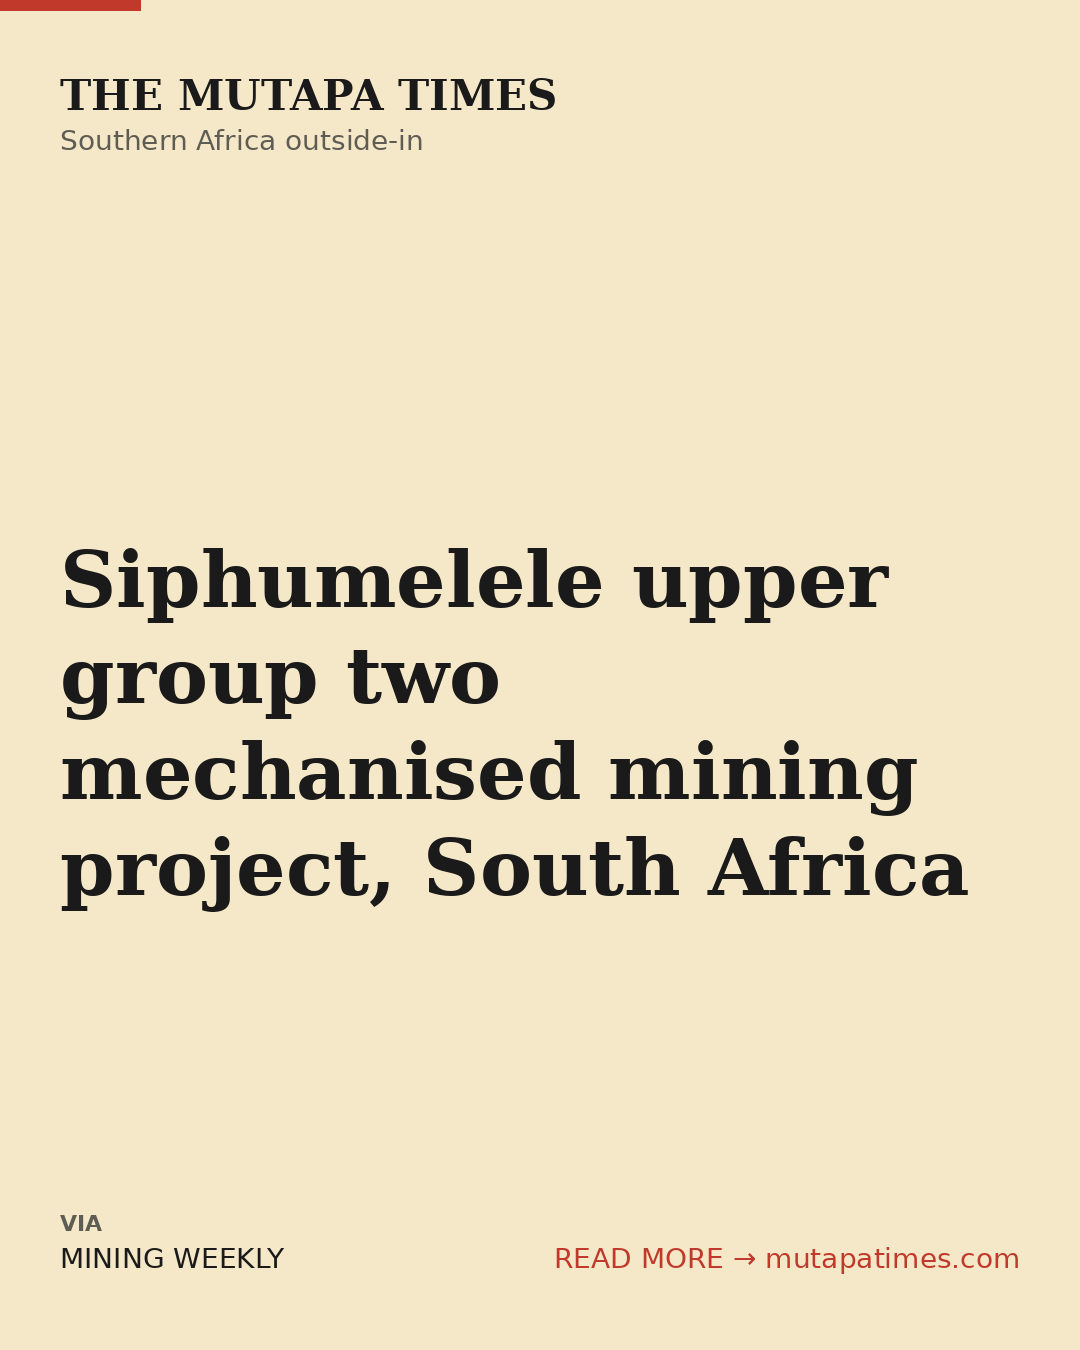 THE MUTAPA TIMES
Southern Africa outside-in
Siphumelele upper
group two
mechanised mining
project, South Africa
VIA
MINING WEEKLY
READ MORE → mutapatimes.com